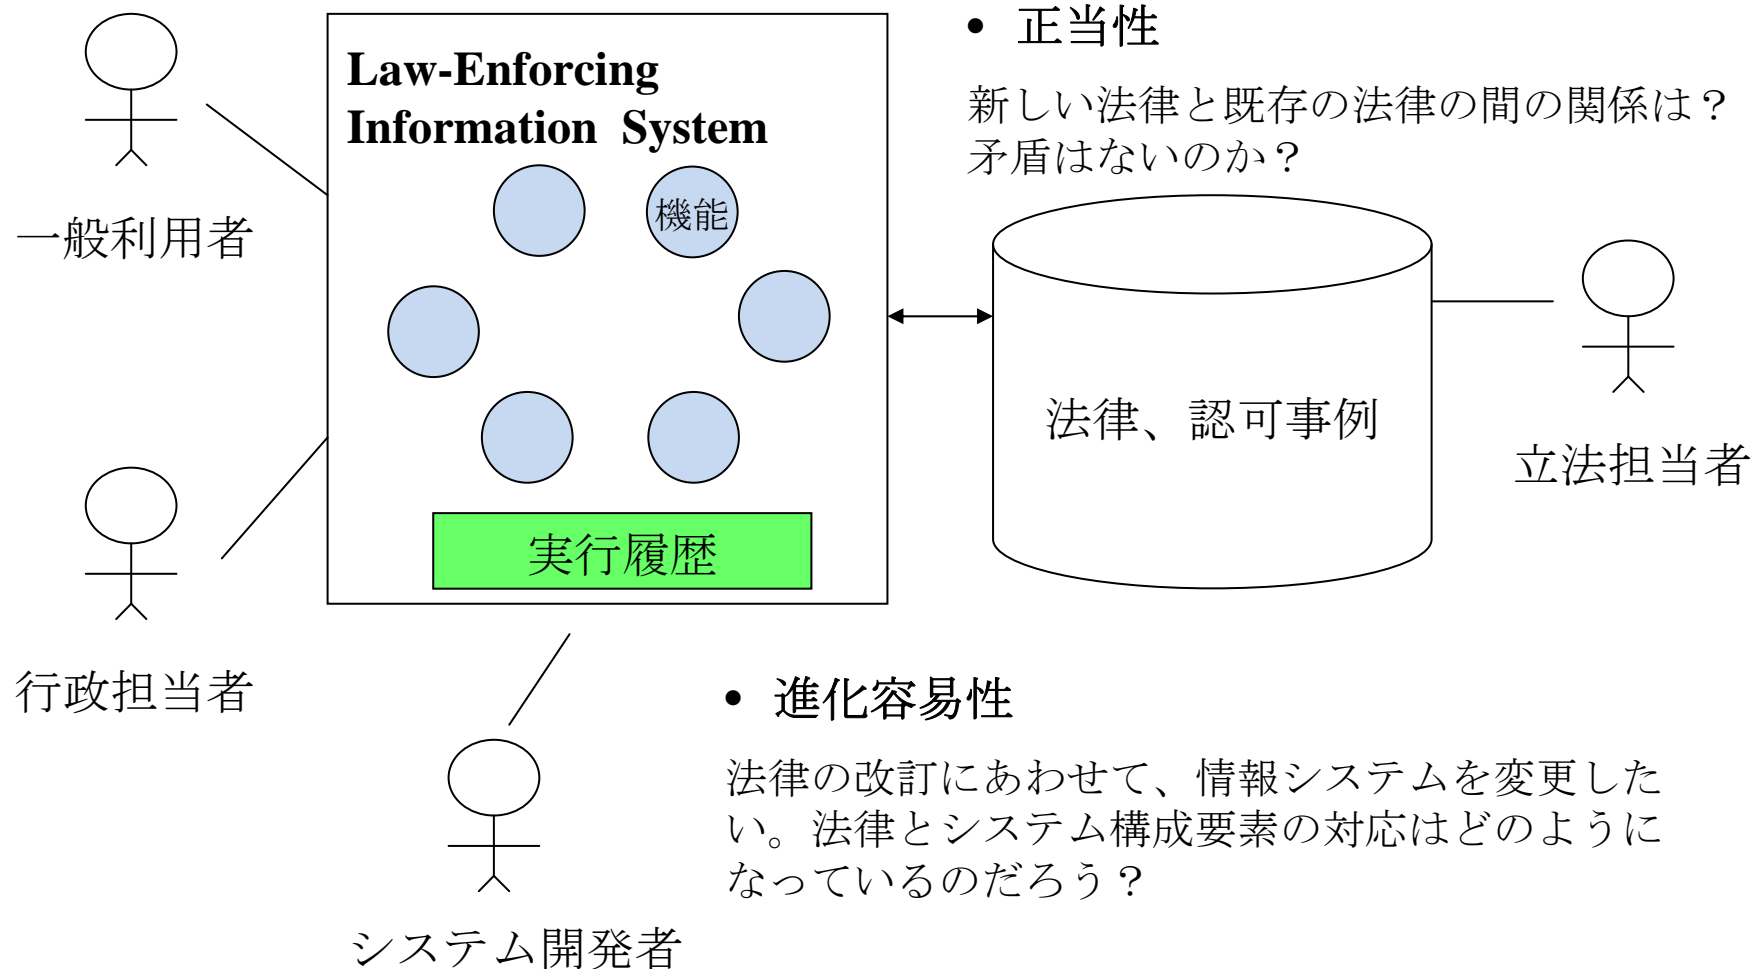 Law-Enforcing
Information System
機能
実行履歴
一般利用者
行政担当者
システム開発者
• 正当性
新しい法律と既存の法律の間の関係は？
矛盾はないのか？
法律、認可事例
立法担当者
• 進化容易性
法律の改訂にあわせて、情報システムを変更した
い。法律とシステム構成要素の対応はどのように
なっているのだろう？